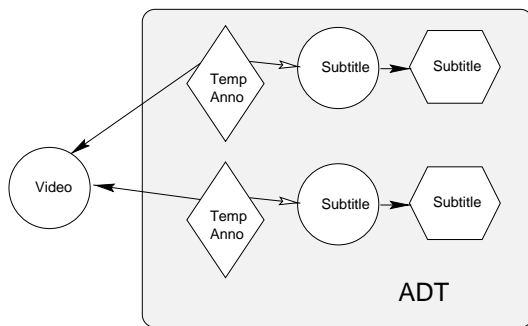 Temp
Anno
Subtitle
Subtitle
Video
Temp
Anno
Subtitle
Subtitle
ADT